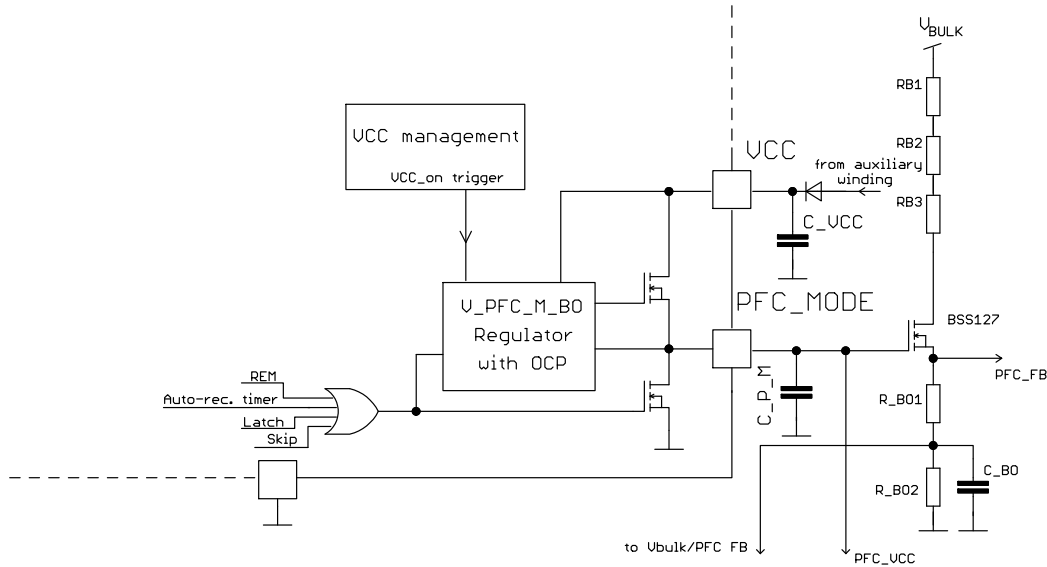 VBULK
RB1
VCC management
VCC_on trigger
VCC
RB2
from auxiliary
winding
RB3
C_VCC
V_PFC_M_BO
Regulator
with OCP
PFC_MODE
BSS127
PFC_FB
C_P_M
REM
Auto-rec. timer
Latch
Skip
R_BO1
R_BO2
C_BO
to Vbulk/PFC FB
PFC_VCC